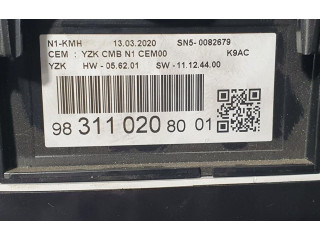 N1-KMH 13.03.2020 SN5-0082679
CEM : YZK CMB N1 CEM00 K9AC
YZK HW - 05.62.01 SW - 11.12.44.00
98 311 020 80 01